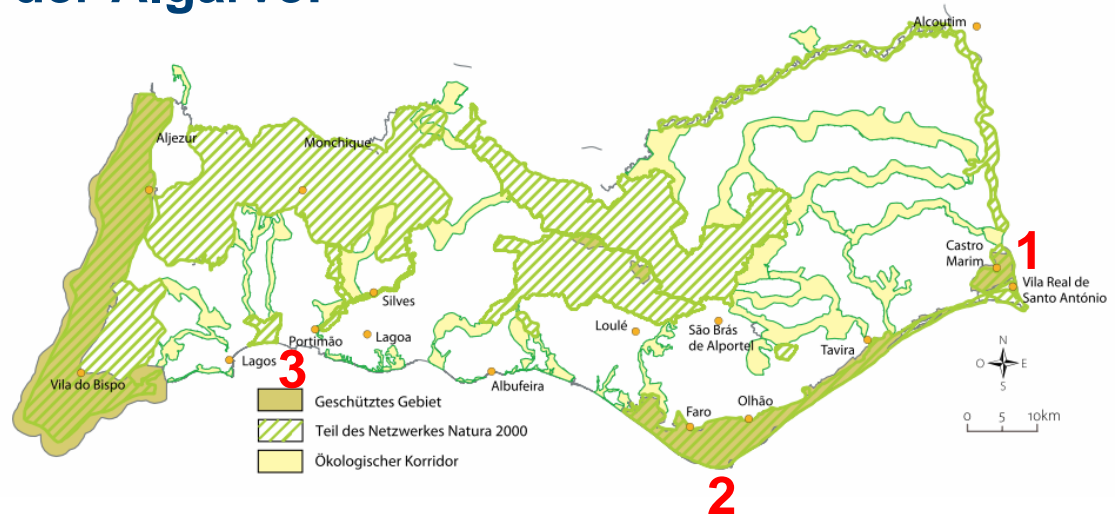 der Algarve.
Alcoutim
Aljezur
Monchique
Castro
Marim
1
Vila Real de
Santo António
Silves
Loulé
São Brás
de Alportel
Portimão
Lagoa
Tavira
Lagos
3
Vila do Bispo
Albufeira
N
O
E
S
Geschütztes Gebiet
Olhão
Faro
0 5 10km
Teil des Netzwerkes Natura 2000
Ökologischer Korridor
2